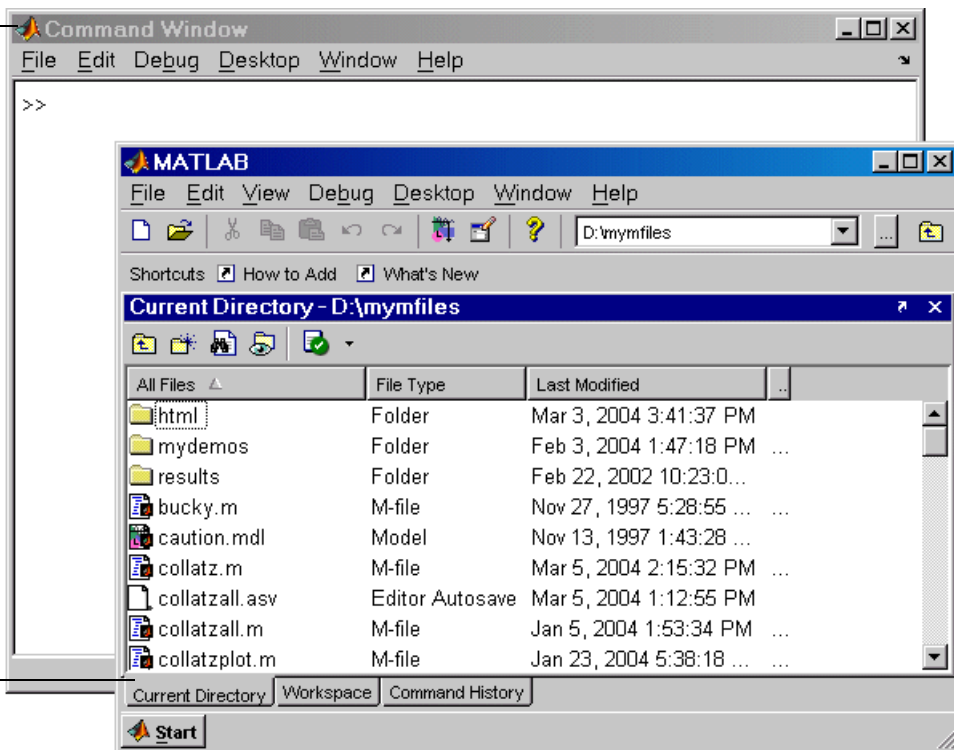 Command Window
File Edit Debug Desktop Window Help
>>
MATLAB
File Edit View Debug Desktop Window Help
D:\mymfiles
...
Shortcuts How to Add What's New
Current Directory - D:\mymfiles
All Files File Type Last Modified ..
html Folder Mar 3, 2004 3:41:37 PM
mydemos Folder Feb 3, 2004 1:47:18 PM ...
results Folder Feb 22, 2002 10:23:0...
bucky.m M-file Nov 27, 1997 5:28:55 ... ...
caution.mdl Model Nov 13, 1997 1:43:28 ...
collatz.m M-file Mar 5, 2004 2:15:32 PM ...
collatzall.asv Editor Autosave Mar 5, 2004 1:12:55 PM
collatzall.m M-file Jan 5, 2004 1:53:34 PM ...
collatzplot.m M-file Jan 23, 2004 5:38:18 ... ...
Current Directory Workspace Command History
Start